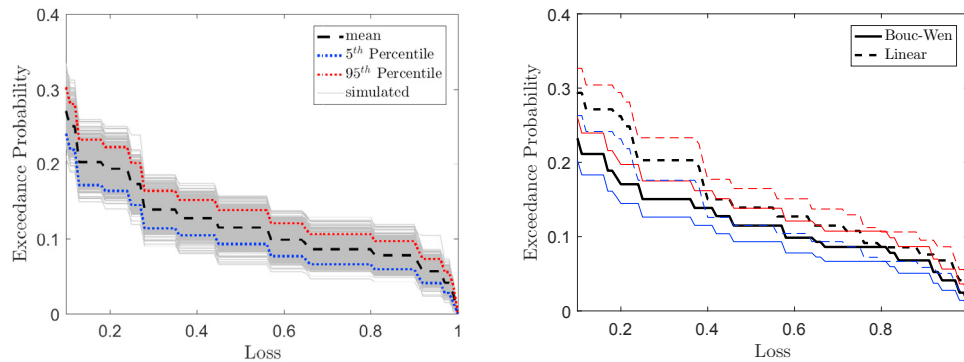 0.4
0.3
0.2
0.1
0
Exceedance Probability
mean
5th Percentile
95th Percentile
simulated
0.2
0.4
0.6
0.8
1
Loss
0.4
0.3
0.2
0.1
0
Exceedance Probability
Bouc-Wen
Linear
0.2
0.4
0.6
0.8
Loss